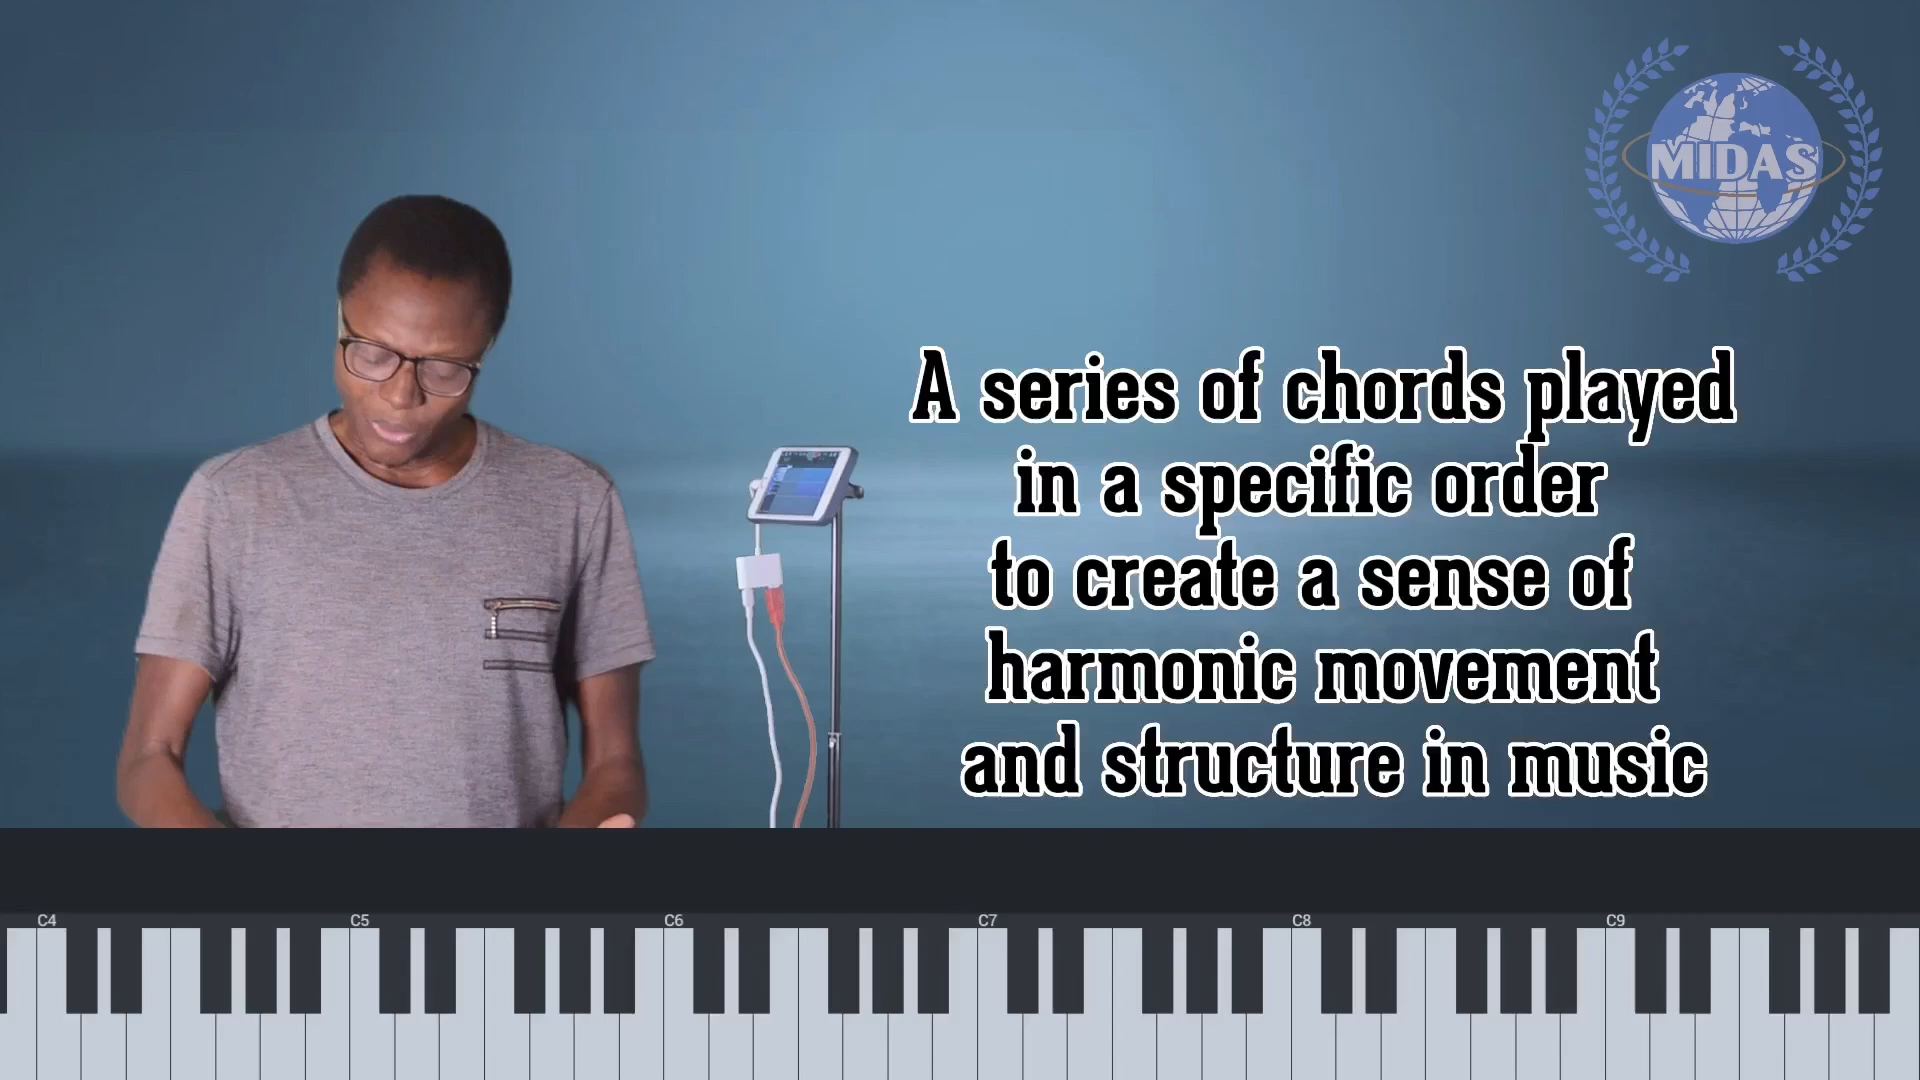 MIDAS
A series of chords played
in a specific order
to create a sense of
harmonic movement
and structure in music
C4 C5 C6 C7 C8 C9